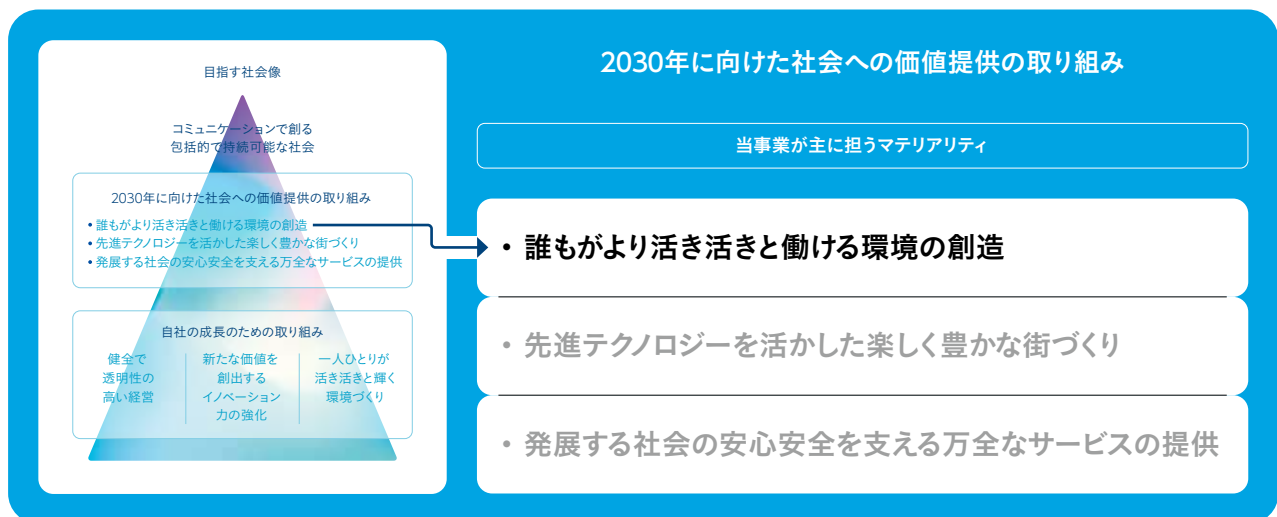 目指す社会像
コミュニケーションで創る
包括的で持続可能な社会
2030年に向けた社会への価値提供の取り組み
• 誰もがより活き活きと働ける環境の創造
• 先進テクノロジーを活かした楽しく豊かな街づくり
• 発展する社会の安心安全を支える万全なサービスの提供
自社の成長のための取り組み
健全で
透明性の
高い経営
新たな価値を
創出する
イノベーション
力の強化
一人ひとりが
活き活きと輝く
環境づくり
2030年に向けた社会への価値提供の取り組み
当事業が主に担うマテリアリティ
• 誰もがより活き活きと働ける環境の創造
• 先進テクノロジーを活かした楽しく豊かな街づくり
• 発展する社会の安心安全を支える万全なサービスの提供